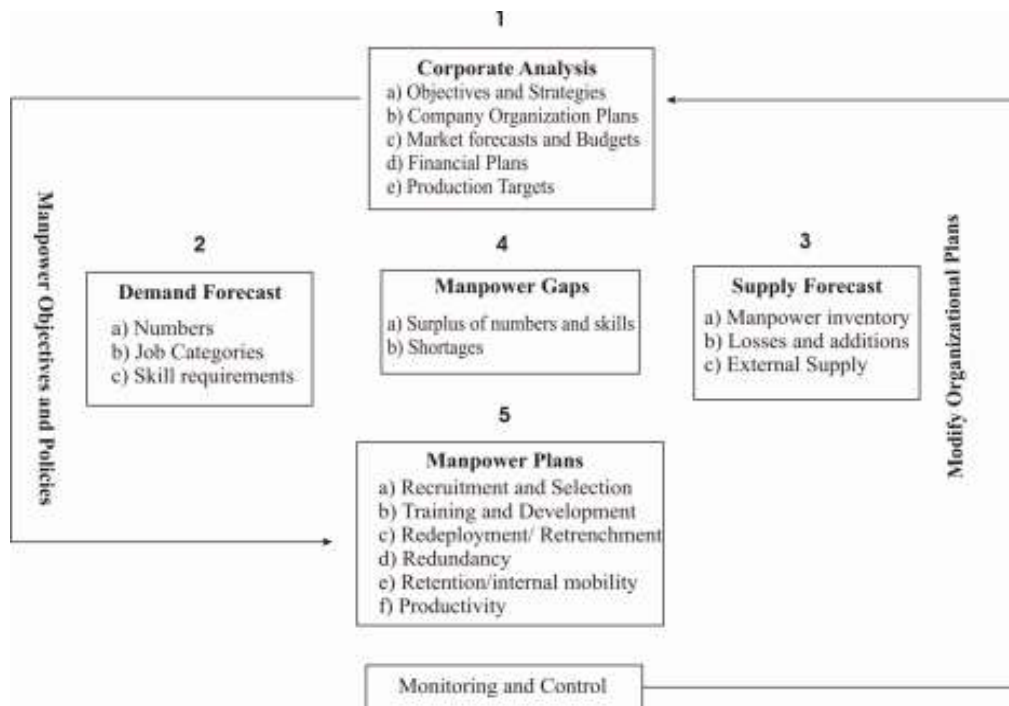 1
Corporate Analysis
a) Objectives and Strategies
b) Company Organization Plans
c) Market forecasts and Budgets
d) Financial Plans
e) Production Targets
Manpower Objectives and Policies
2
Demand Forecast
a) Numbers
b) Job Categories
c) Skill requirements
4
Manpower Gaps
a) Surplus of numbers and skills
b) Shortages
3
Supply Forecast
a) Manpower inventory
b) Losses and additions
c) External Supply
Modify Organizational Plans
5
Manpower Plans
a) Recruitment and Selection
b) Training and Development
c) Redeployment/ Retrenchment
d) Redundancy
e) Retention/internal mobility
f) Productivity
Monitoring and Control